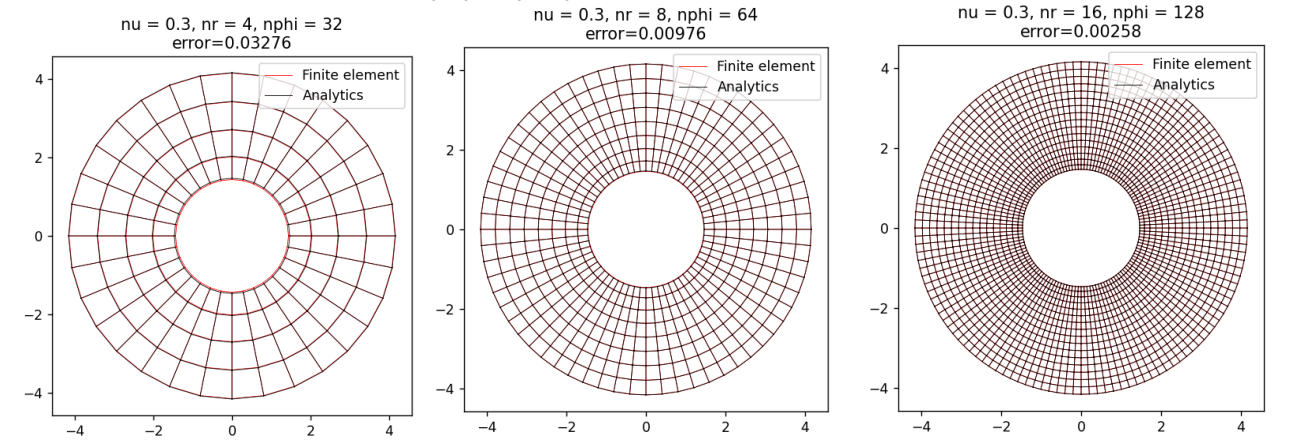 nu = 0.3, nr = 4, nphi = 32
error=0.03276
Finite element
Analytics
4
2
0
−2
−4
−4
−2
0
2
4
nu = 0.3, nr = 8, nphi = 64
error=0.00976
Finite element
Analytics
4
2
0
−2
−4
−4
−2
0
2
4
nu = 0.3, nr = 16, nphi = 128
error=0.00258
Finite element
Analytics
4
2
0
−2
−4
−4
−2
0
2
4